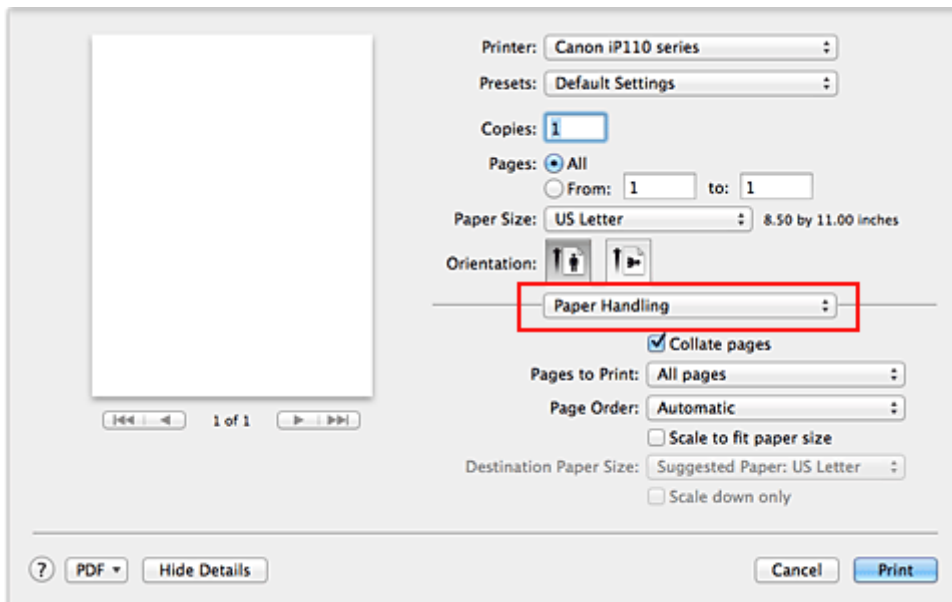 Printer: Canon iP110 series
Presets: Default Settings
Copies: 1
Pages: All
From: 1 to: 1
Paper Size: US Letter 8.50 by 11.00 inches
Orientation:
Paper Handling
Collate pages
Pages to Print: All pages
1 of 1
Page Order: Automatic
Scale to fit paper size
Destination Paper Size: Suggested Paper: US Letter
Scale down only
? PDF Hide Details Cancel Print